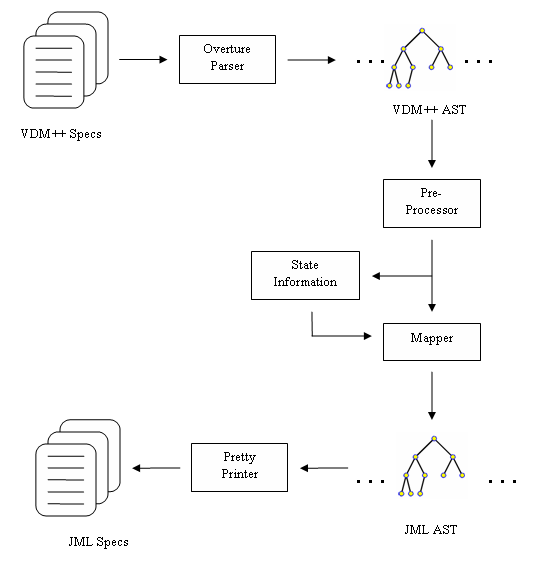 Overture
Parser
VDM++ Specs
VDM++ AST
Pre-
Processor
State
Information
Mapper
Pretty
Printer
JML Specs
JML AST